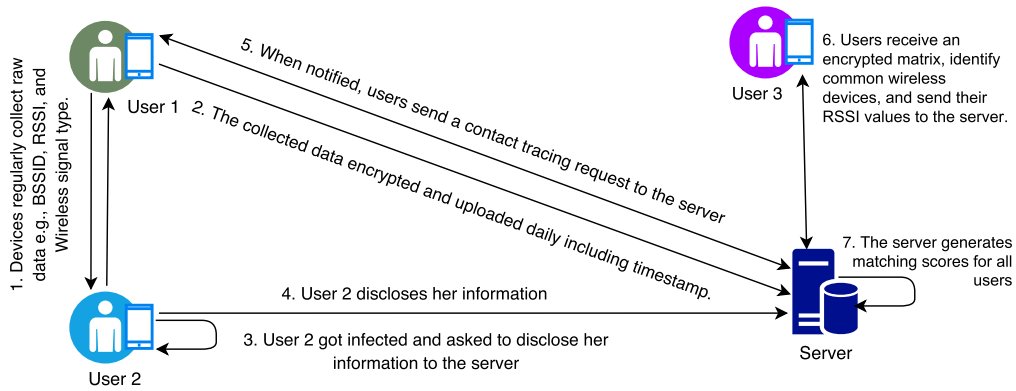 1. Devices regularly collect raw
data e.g., BSSID, RSSI, and
Wireless signal type.
User 1
5. When notified, users send a contact tracing request to the server
2. The collected data encrypted and uploaded daily including timestamp.
User 3
6. Users receive an
encrypted matrix, identify
common wireless
devices, and send their
RSSI values to the server.
7. The server generates
matching scores for all
users
4. User 2 discloses her information
3. User 2 got infected and asked to disclose her
information to the server
Server
User 2